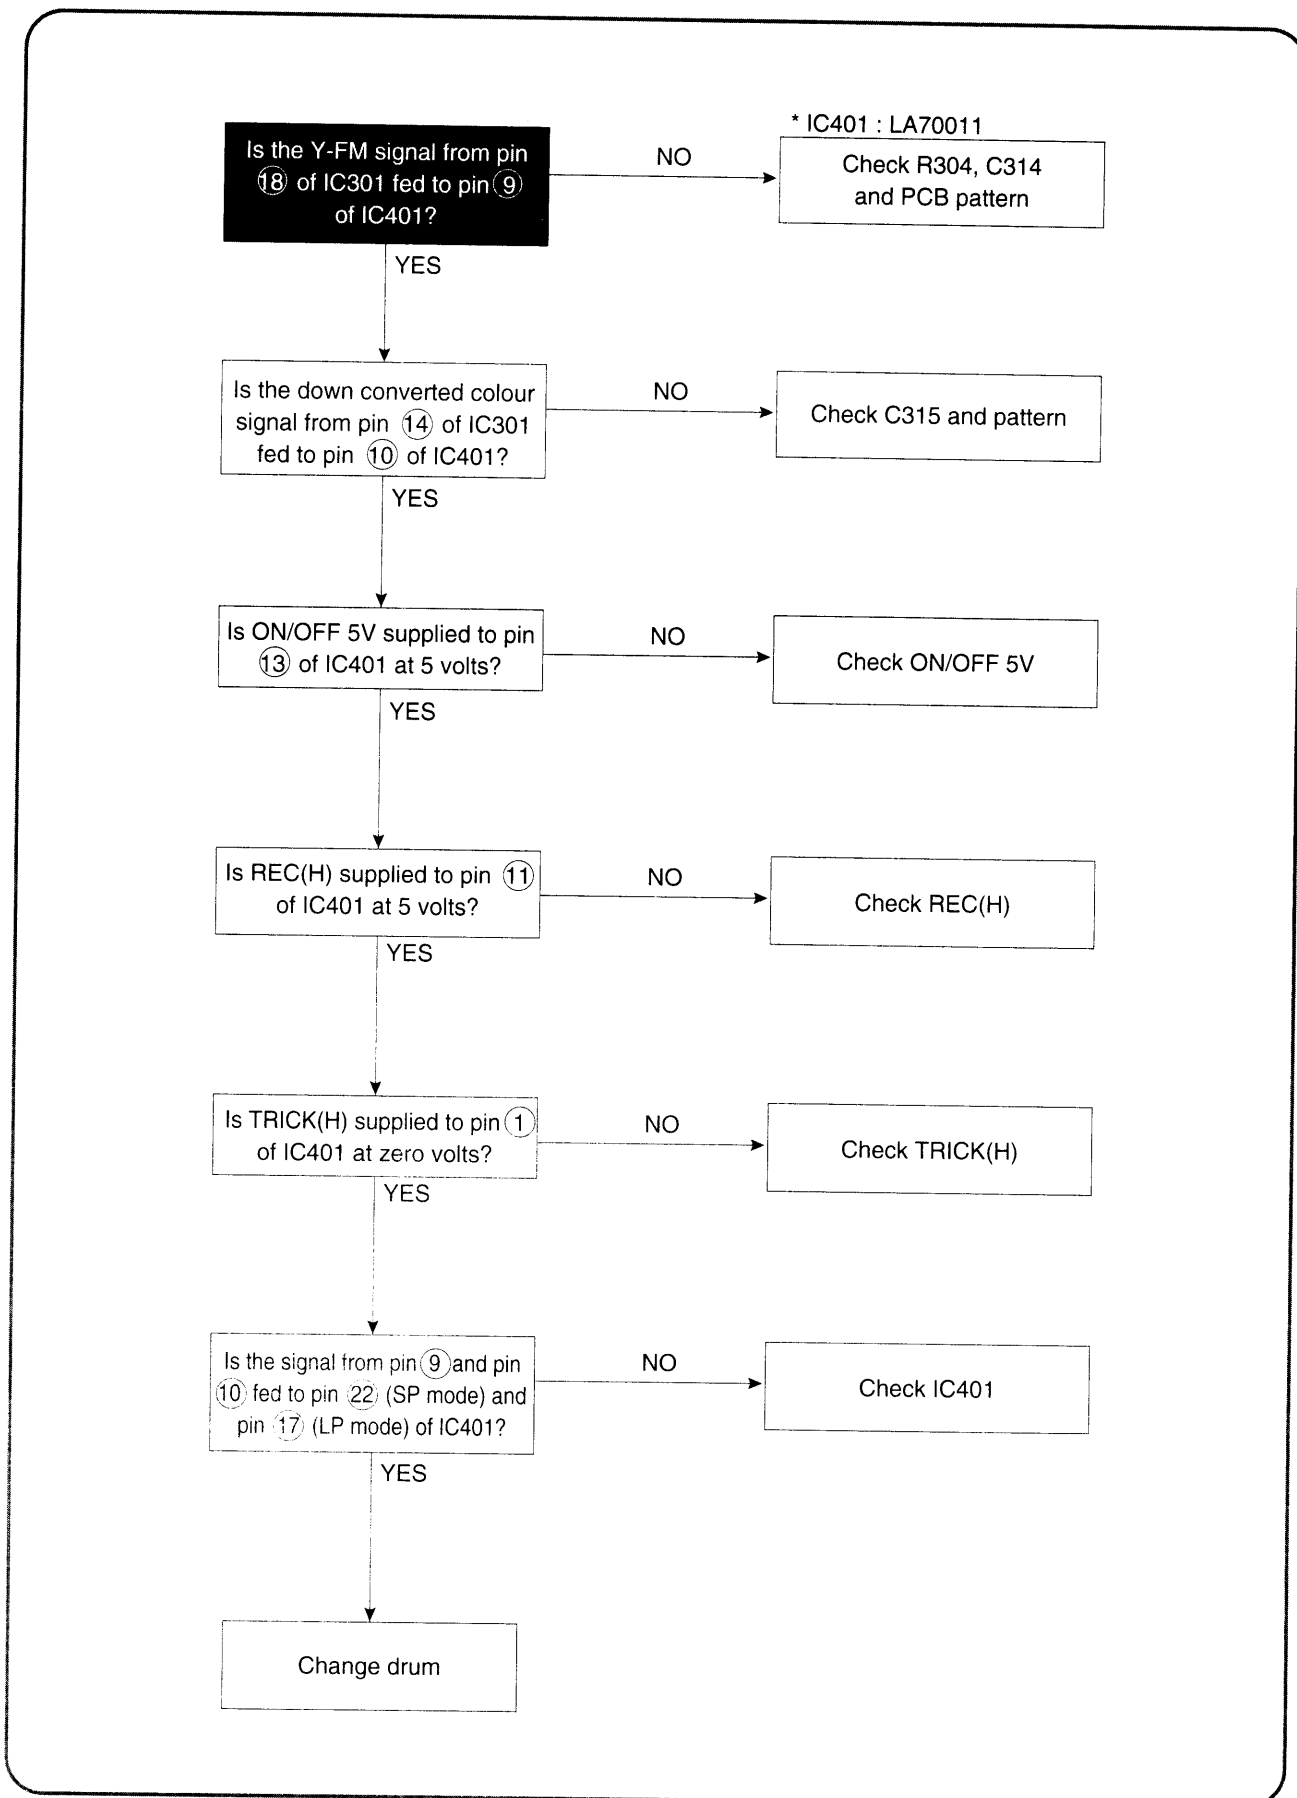 * IC401 : LA70011
Is the Y-FM signal from pin
⑱ of IC301 fed to pin ⑨
of IC401?
NO
Check R304, C314
and PCB pattern
YES
Is the down converted colour
signal from pin ⑭ of IC301
fed to pin ⑩ of IC401?
NO
Check C315 and pattern
YES
Is ON/OFF 5V supplied to pin
⑬ of IC401 at 5 volts?
NO
Check ON/OFF 5V
YES
Is REC(H) supplied to pin ⑪
of IC401 at 5 volts?
NO
Check REC(H)
YES
Is TRICK(H) supplied to pin ①
of IC401 at zero volts?
NO
Check TRICK(H)
YES
Is the signal from pin ⑨ and pin
⑩ fed to pin ㉒ (SP mode) and
pin ⑰ (LP mode) of IC401?
NO
Check IC401
YES
Change drum